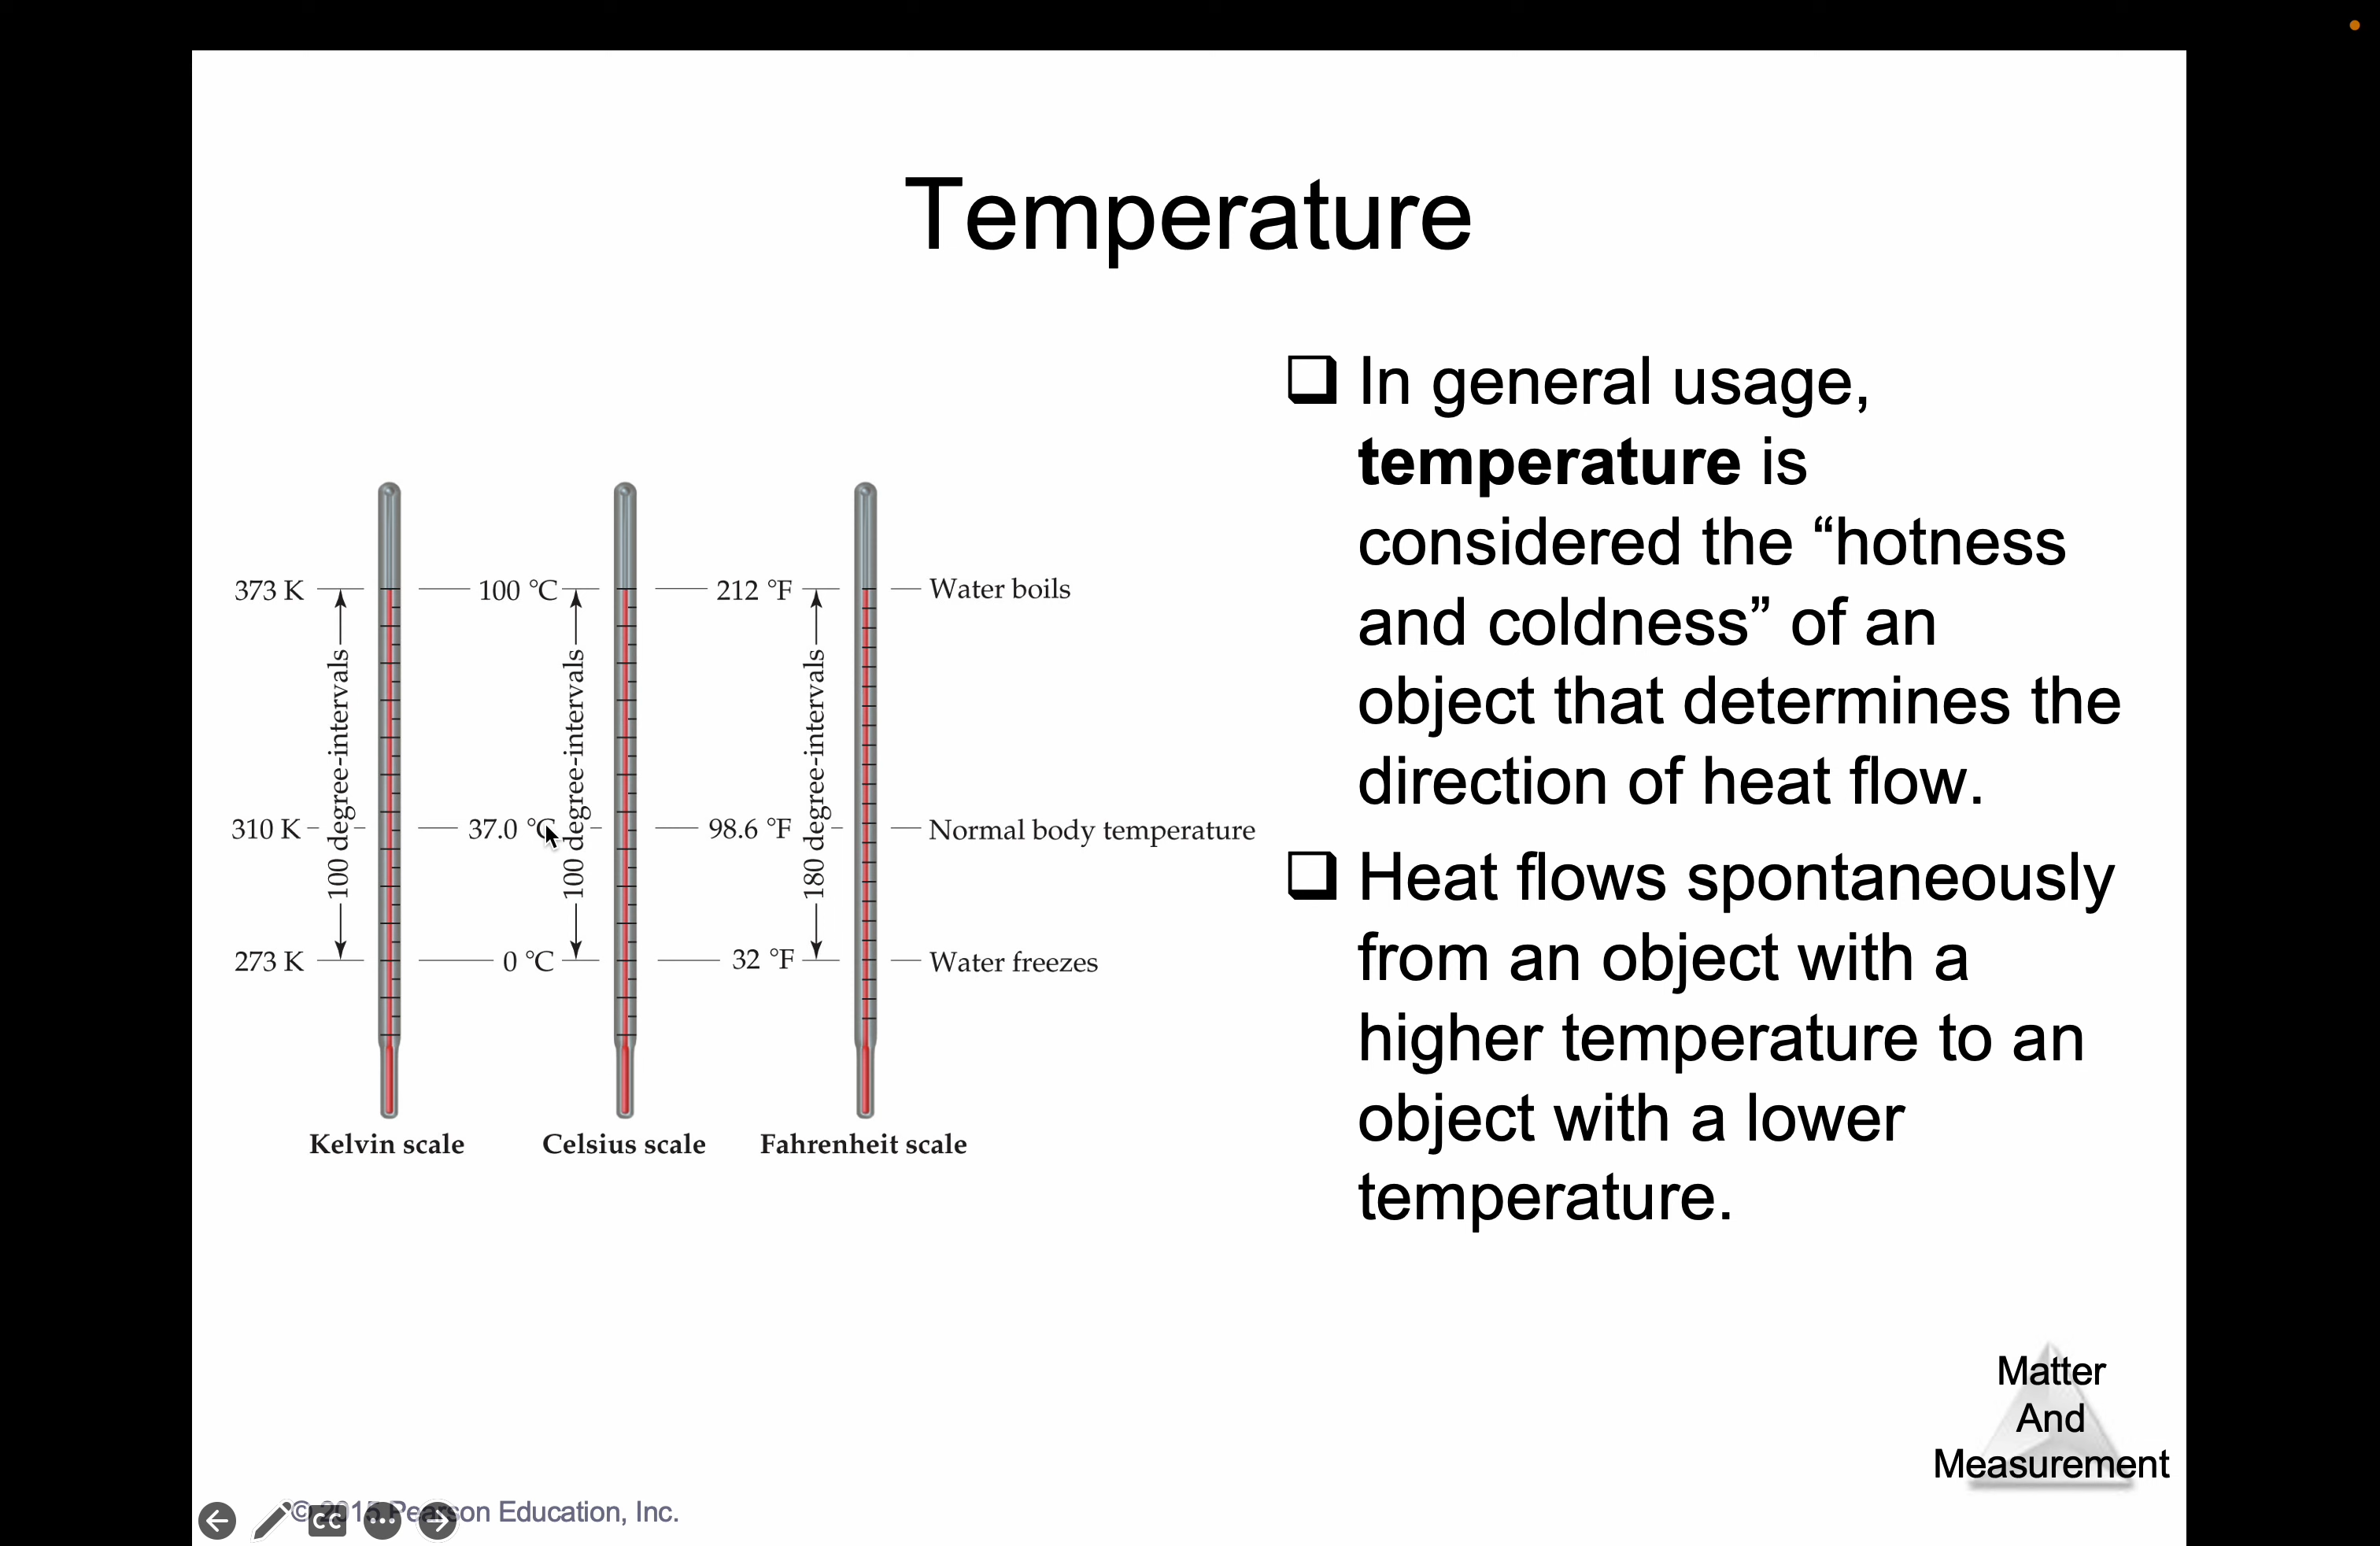 Temperature
373 K
100 °C
212 °F
Water boils
100 degree-intervals
100 degree-intervals
180 degree-intervals
310 K
37.0 °C
98.6 °F
Normal body temperature
273 K
0 °C
32 °F
Water freezes
Kelvin scale
Celsius scale
Fahrenheit scale
In general usage,
temperature is
considered the “hotness
and coldness” of an
object that determines the
direction of heat flow.
Heat flows spontaneously
from an object with a
higher temperature to an
object with a lower
temperature.
Matter
And
Measurement
© 2015 Pearson Education, Inc.
CC